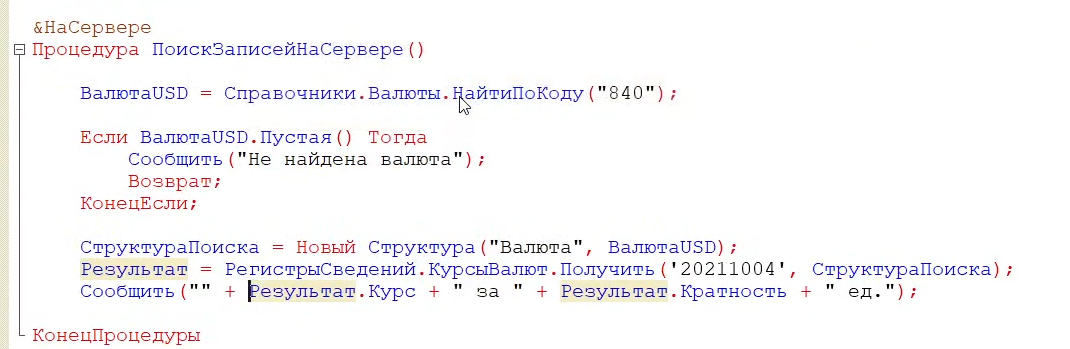 &НаСервере
Процедура ПоискЗаписейНаСервере()
ВалютаUSD = Справочники.Валюты.НайтиПоКоду("840");
Если ВалютаUSD.Пустая() Тогда
Сообщить("Не найдена валюта");
Возврат;
КонецЕсли;
СтруктураПоиска = Новый Структура("Валюта", ВалютаUSD);
Результат = РегистрыСведений.КурсыВалют.Получить('20211004', СтруктураПоиска);
Сообщить("" + Результат.Курс + " за " + Результат.Кратность + " ед.");
КонецПроцедуры